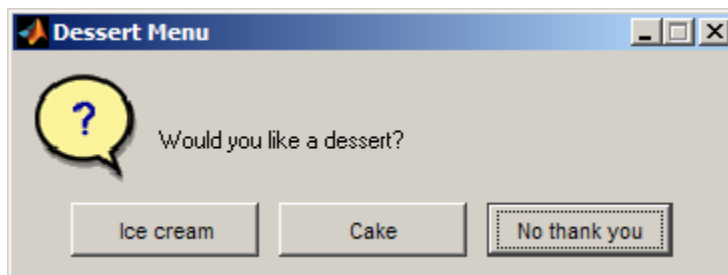 Dessert Menu
?
Would you like a dessert?
Ice cream Cake No thank you